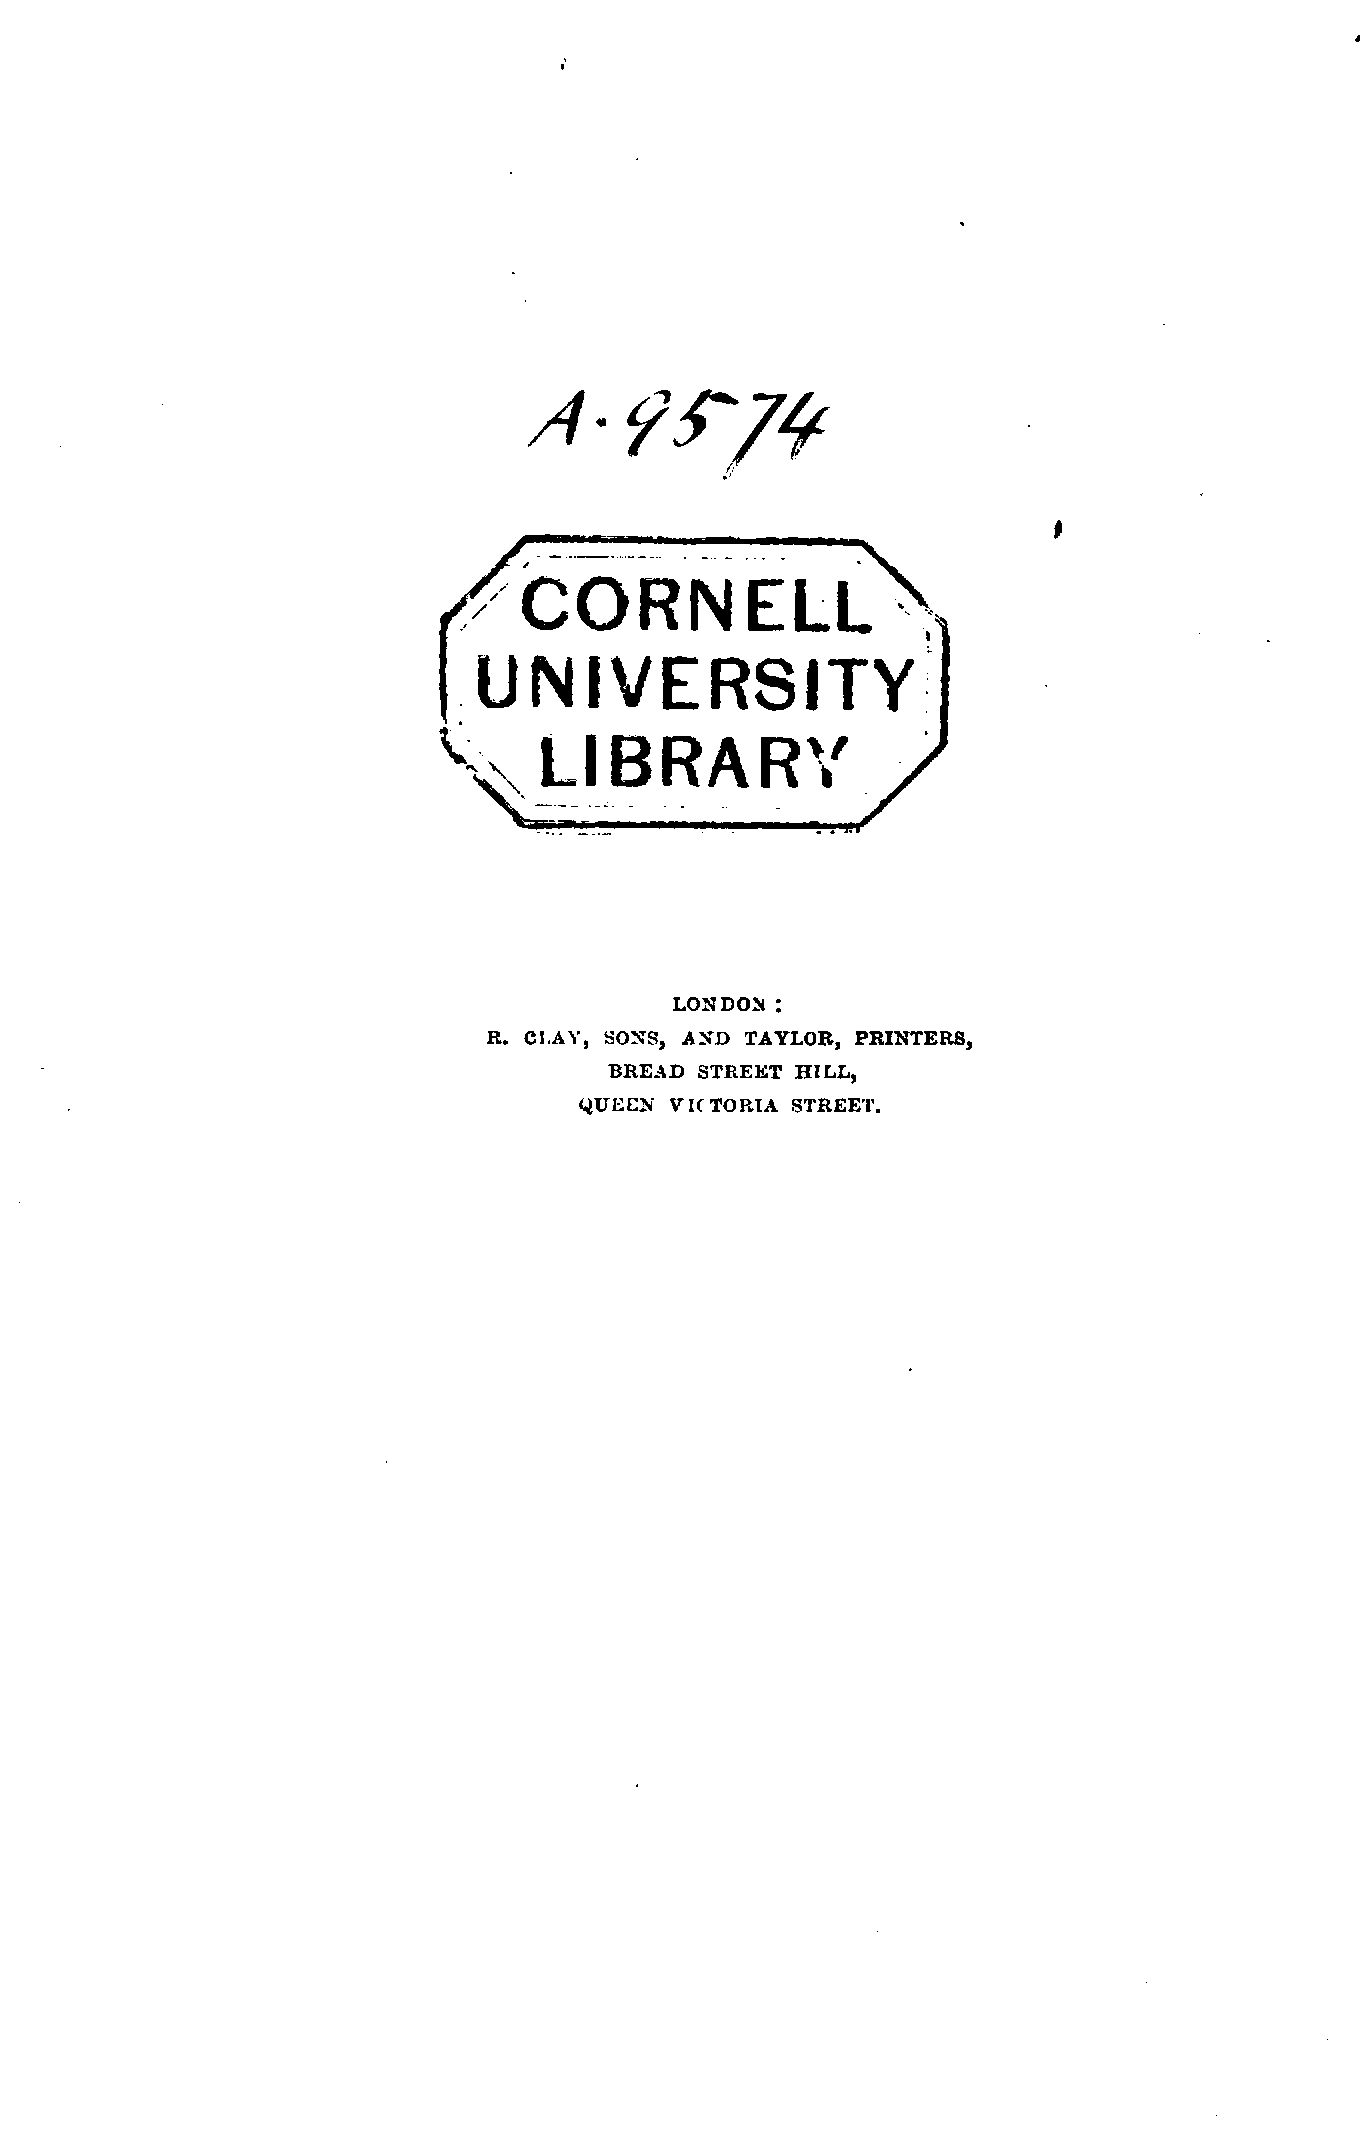 A.9574
CORNELL
UNIVERSITY
LIBRARY
LONDON:
R. CLAY, SONS, AND TAYLOR, PRINTERS,
BREAD STREET HILL,
QUEEN VICTORIA STREET.